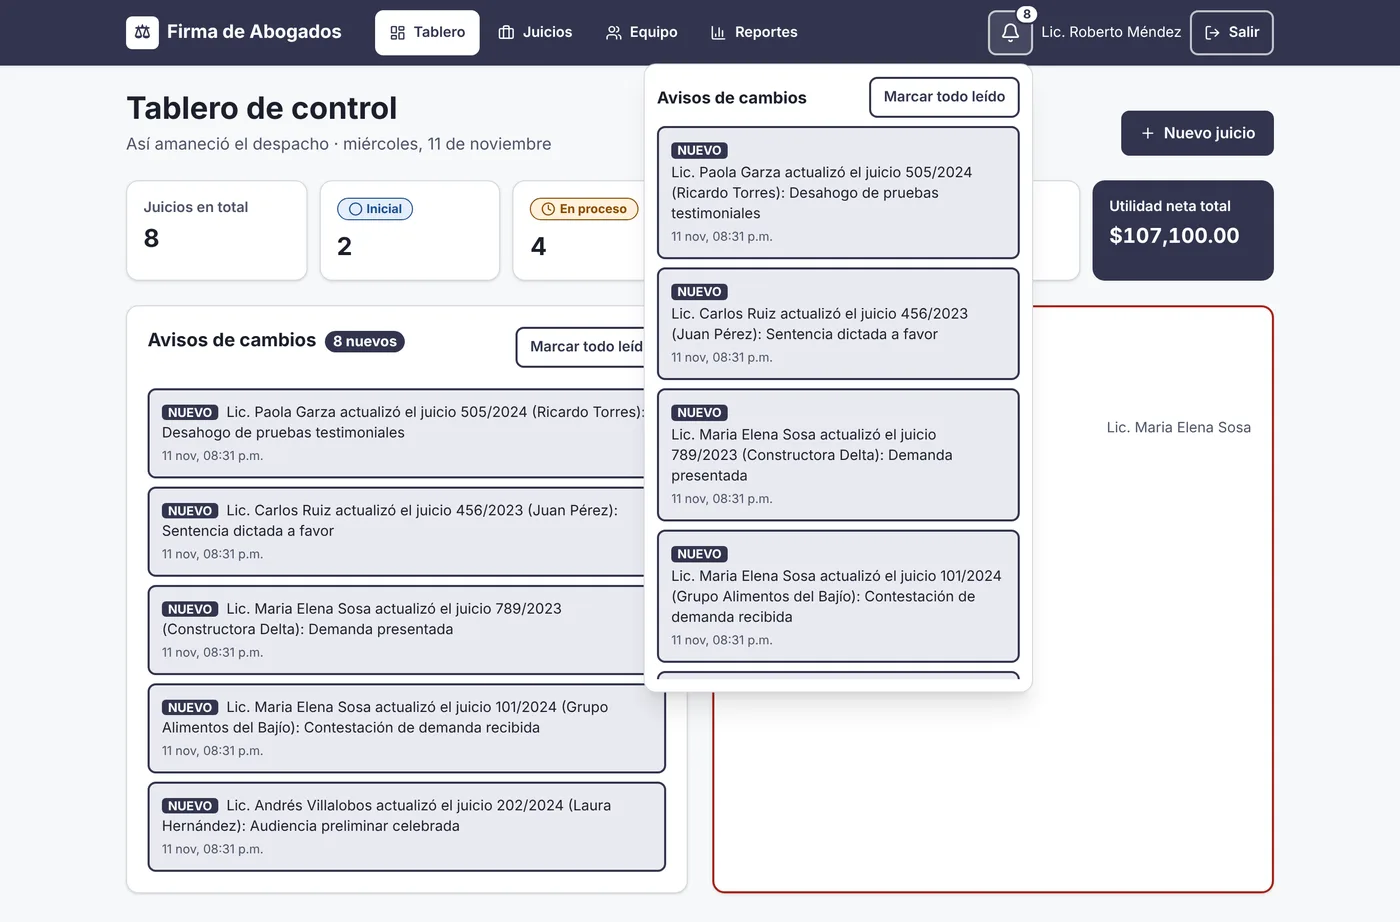 Firma de Abogados
Tablero
Juicios
Equipo
Reportes
8
Lic. Roberto Méndez
Salir
Tablero de control
Así amaneció el despacho · miércoles, 11 de noviembre
Nuevo juicio
Juicios en total
8
Inicial
2
En proceso
4
Utilidad neta total
$107,100.00
Avisos de cambios
8 nuevos
Marcar todo leíd
NUEVO Lic. Paola Garza actualizó el juicio 505/2024 (Ricardo Torres):
Desahogo de pruebas testimoniales
11 nov, 08:31 p.m.
NUEVO Lic. Carlos Ruiz actualizó el juicio 456/2023 (Juan Pérez):
Sentencia dictada a favor
11 nov, 08:31 p.m.
NUEVO Lic. Maria Elena Sosa actualizó el juicio 789/2023
(Constructora Delta): Demanda presentada
11 nov, 08:31 p.m.
NUEVO Lic. Maria Elena Sosa actualizó el juicio 101/2024 (Grupo
Alimentos del Bajío): Contestación de demanda recibida
11 nov, 08:31 p.m.
NUEVO Lic. Andrés Villalobos actualizó el juicio 202/2024 (Laura
Hernández): Audiencia preliminar celebrada
11 nov, 08:31 p.m.
Avisos de cambios
Marcar todo leído
NUEVO
Lic. Paola Garza actualizó el juicio 505/2024
(Ricardo Torres): Desahogo de pruebas
testimoniales
11 nov, 08:31 p.m.
NUEVO
Lic. Carlos Ruiz actualizó el juicio 456/2023
(Juan Pérez): Sentencia dictada a favor
11 nov, 08:31 p.m.
NUEVO
Lic. Maria Elena Sosa actualizó el juicio
789/2023 (Constructora Delta): Demanda
presentada
11 nov, 08:31 p.m.
NUEVO
Lic. Maria Elena Sosa actualizó el juicio 101/2024
(Grupo Alimentos del Bajío): Contestación de
demanda recibida
11 nov, 08:31 p.m.
Lic. Maria Elena Sosa